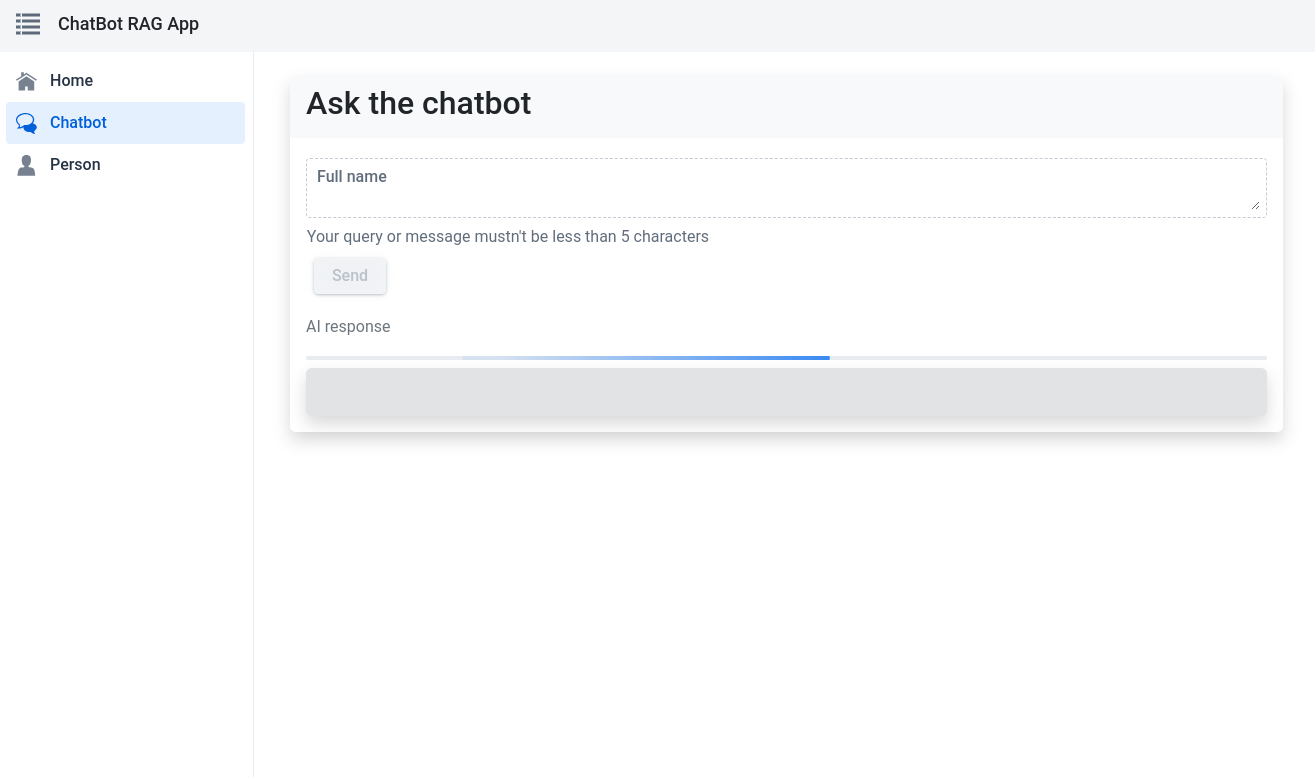 ChatBot RAG App
Home
Chatbot
Person
Ask the chatbot
Full name
Your query or message mustn't be less than 5 characters
Send
AI response